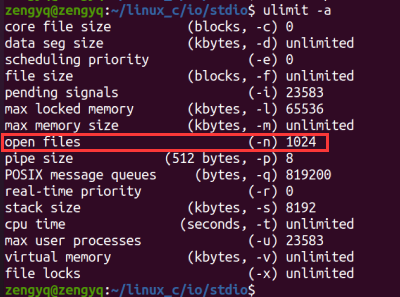 zengyq@zengyq:~/linux_c/io/stdio$ ulimit -a
core file size (blocks, -c) 0
data seg size (kbytes, -d) unlimited
scheduling priority (-e) 0
file size (blocks, -f) unlimited
pending signals (-i) 23583
max locked memory (kbytes, -l) 65536
max memory size (kbytes, -m) unlimited
open files (-n) 1024
pipe size (512 bytes, -p) 8
POSIX message queues (bytes, -q) 819200
real-time priority (-r) 0
stack size (kbytes, -s) 8192
cpu time (seconds, -t) unlimited
max user processes (-u) 23583
virtual memory (kbytes, -v) unlimited
file locks (-x) unlimited
zengyq@zengyq:~/linux_c/io/stdio$